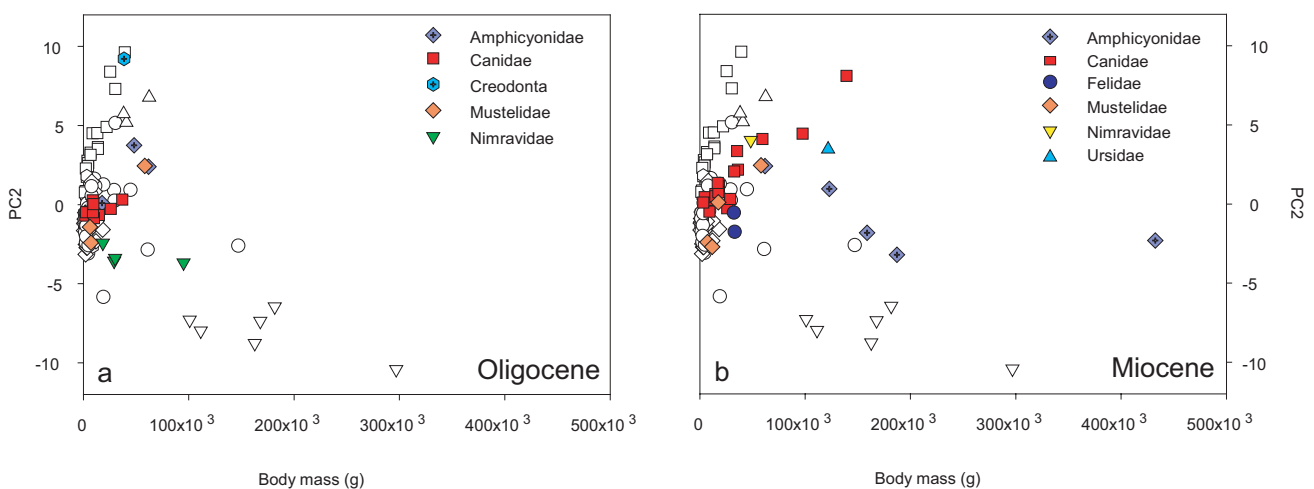 10
5
0
-5
-10
PC2
Amphicyonidae
Canidae
Creodonta
Mustelidae
Nimravidae
a
Oligocene
0
100x10 3
200x10 3
300x10 3
500x10 3
Body mass (g)
Amphicyonidae
Canidae
Felidae
Mustelidae
Nimravidae
Ursidae
b
Miocene
10
5
0
-5
-10
PC2
0
100x10 3
200x10 3
300x10 3
400x10 3
500x10 3
Body mass (g)